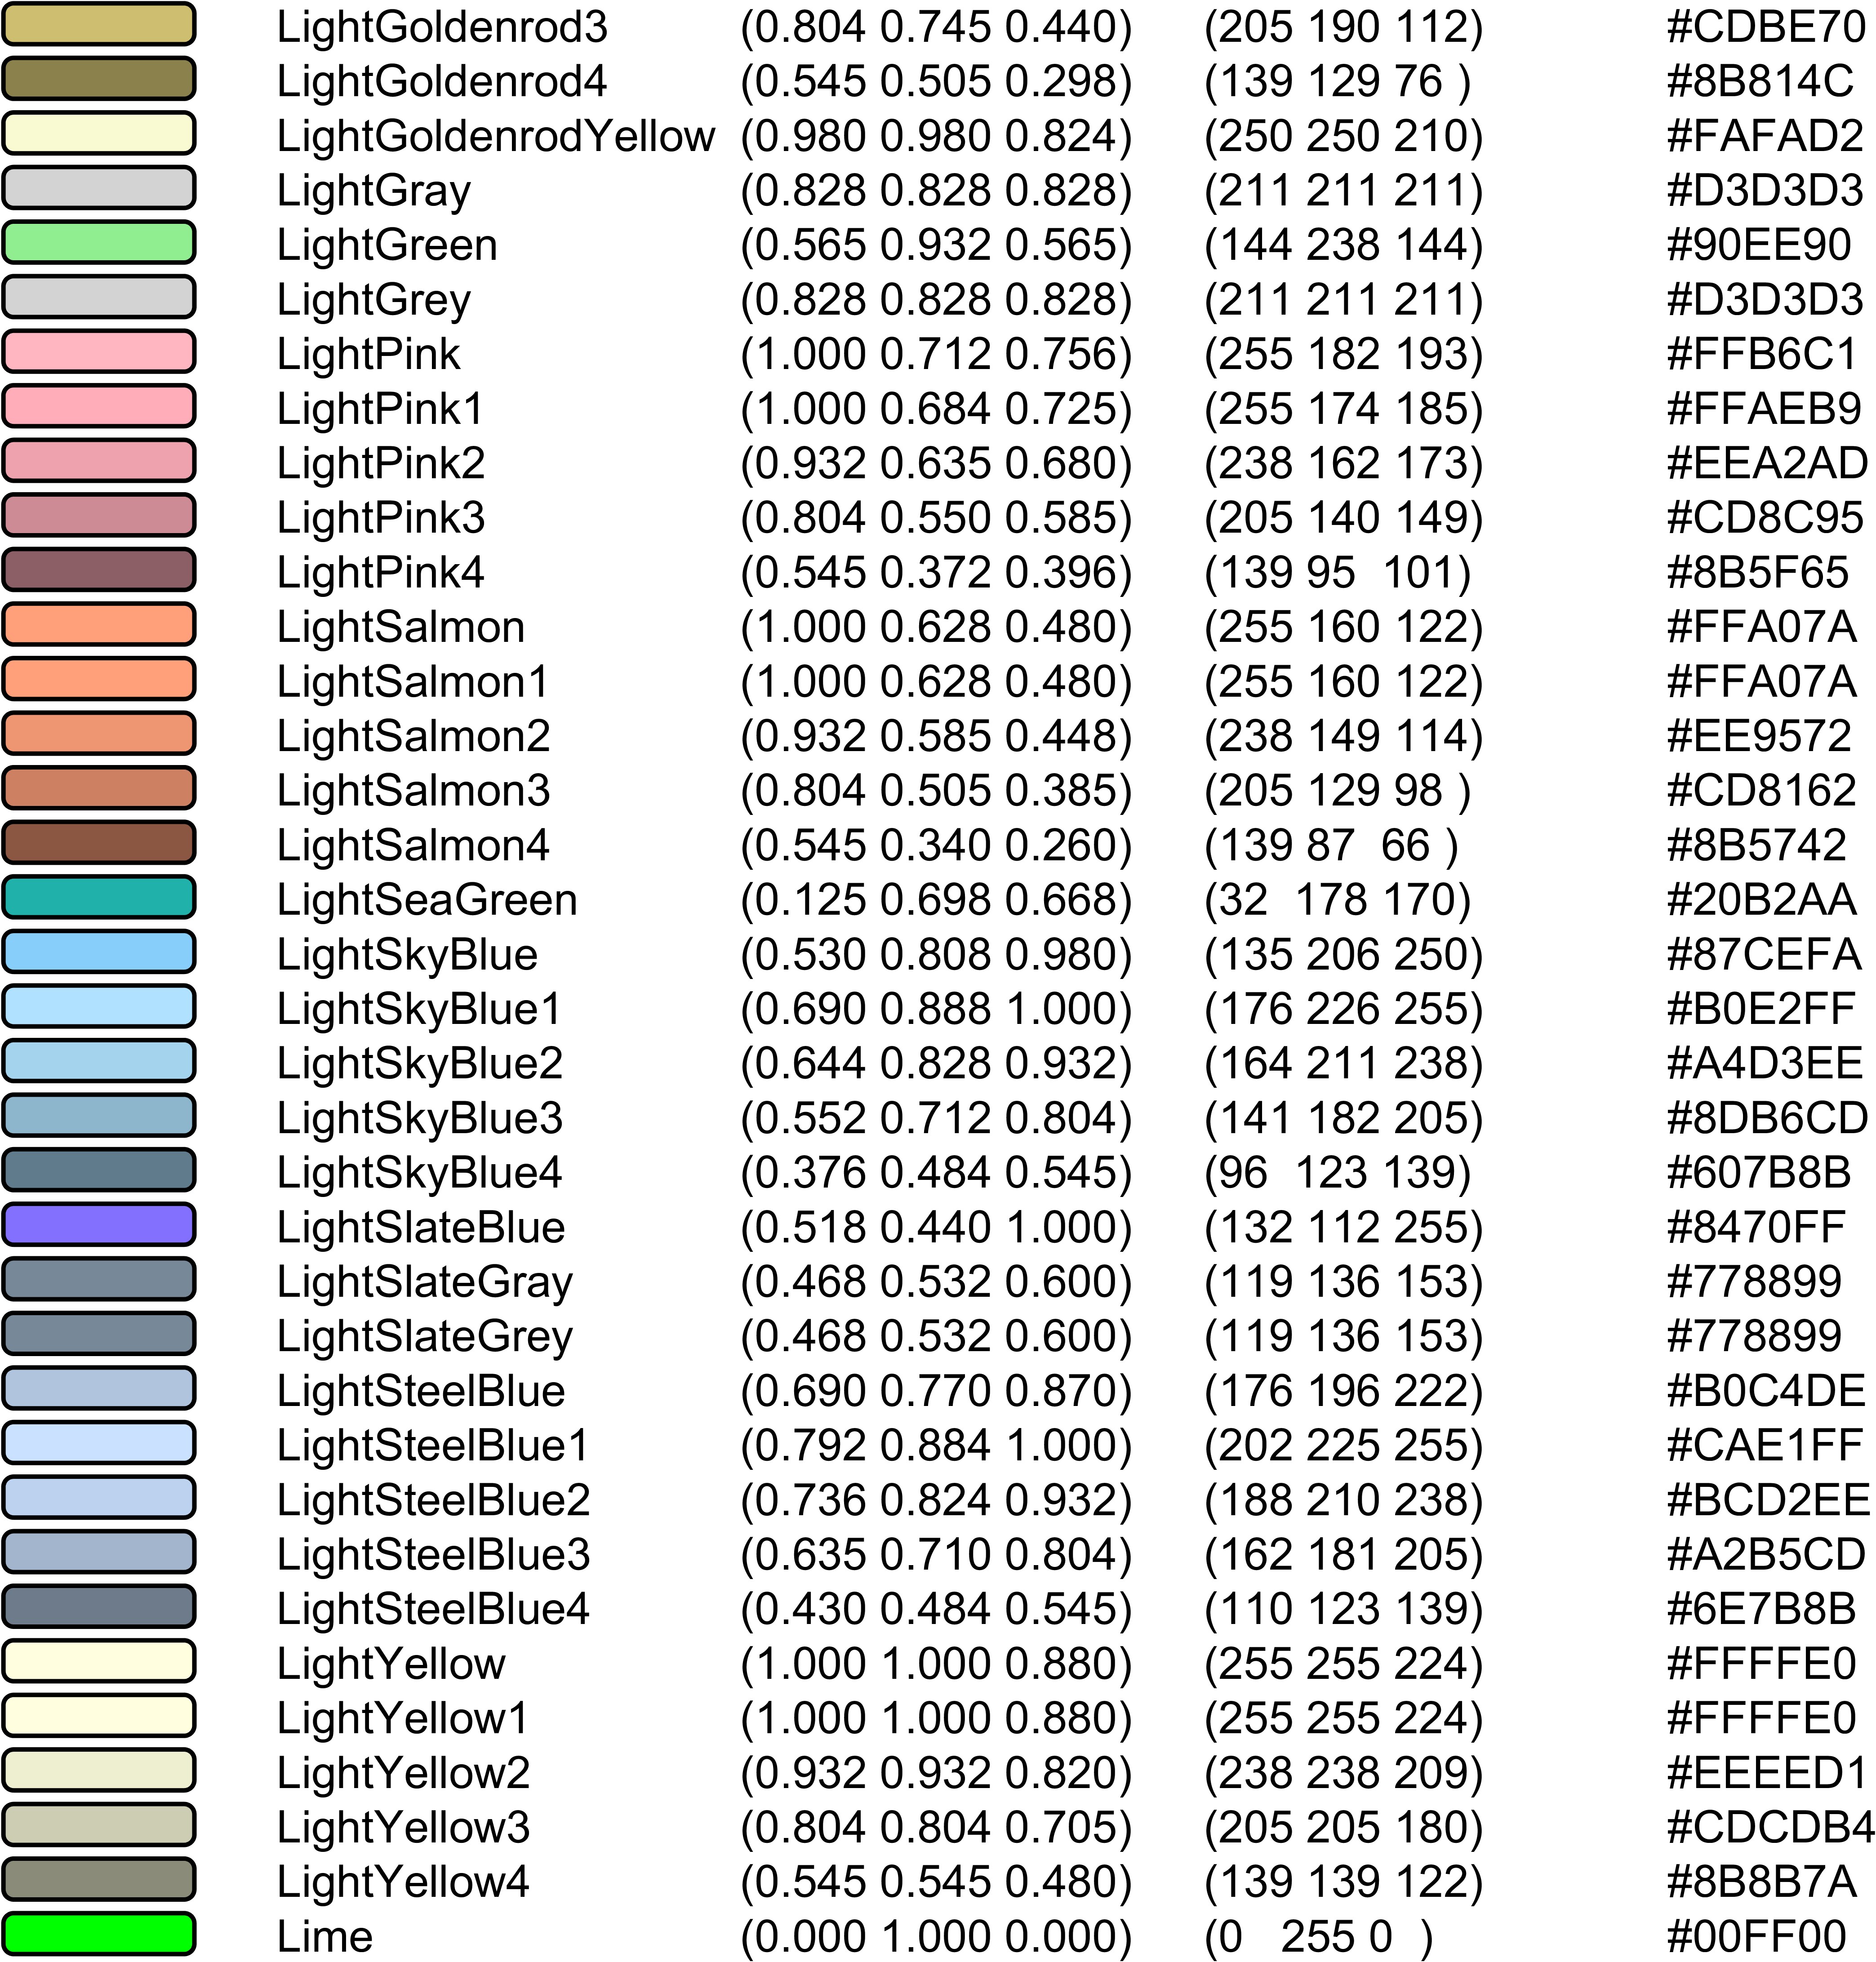 LightGoldenrod3 (0.804 0.745 0.440) (205 190 112) #CDBE70
LightGoldenrod4 (0.545 0.505 0.298) (139 129 76 ) #8B814C
LightGoldenrodYellow (0.980 0.980 0.824) (250 250 210) #FAFAD2
LightGray (0.828 0.828 0.828) (211 211 211) #D3D3D3
LightGreen (0.565 0.932 0.565) (144 238 144) #90EE90
LightGrey (0.828 0.828 0.828) (211 211 211) #D3D3D3
LightPink (1.000 0.712 0.756) (255 182 193) #FFB6C1
LightPink1 (1.000 0.684 0.725) (255 174 185) #FFAEB9
LightPink2 (0.932 0.635 0.680) (238 162 173) #EEA2AD
LightPink3 (0.804 0.550 0.585) (205 140 149) #CD8C95
LightPink4 (0.545 0.372 0.396) (139 95  101) #8B5F65
LightSalmon (1.000 0.628 0.480) (255 160 122) #FFA07A
LightSalmon1 (1.000 0.628 0.480) (255 160 122) #FFA07A
LightSalmon2 (0.932 0.585 0.448) (238 149 114) #EE9572
LightSalmon3 (0.804 0.505 0.385) (205 129 98 ) #CD8162
LightSalmon4 (0.545 0.340 0.260) (139 87  66 ) #8B5742
LightSeaGreen (0.125 0.698 0.668) (32  178 170) #20B2AA
LightSkyBlue (0.530 0.808 0.980) (135 206 250) #87CEFA
LightSkyBlue1 (0.690 0.888 1.000) (176 226 255) #B0E2FF
LightSkyBlue2 (0.644 0.828 0.932) (164 211 238) #A4D3EE
LightSkyBlue3 (0.552 0.712 0.804) (141 182 205) #8DB6CD
LightSkyBlue4 (0.376 0.484 0.545) (96  123 139) #607B8B
LightSlateBlue (0.518 0.440 1.000) (132 112 255) #8470FF
LightSlateGray (0.468 0.532 0.600) (119 136 153) #778899
LightSlateGrey (0.468 0.532 0.600) (119 136 153) #778899
LightSteelBlue (0.690 0.770 0.870) (176 196 222) #B0C4DE
LightSteelBlue1 (0.792 0.884 1.000) (202 225 255) #CAE1FF
LightSteelBlue2 (0.736 0.824 0.932) (188 210 238) #BCD2EE
LightSteelBlue3 (0.635 0.710 0.804) (162 181 205) #A2B5CD
LightSteelBlue4 (0.430 0.484 0.545) (110 123 139) #6E7B8B
LightYellow (1.000 1.000 0.880) (255 255 224) #FFFFE0
LightYellow1 (1.000 1.000 0.880) (255 255 224) #FFFFE0
LightYellow2 (0.932 0.932 0.820) (238 238 209) #EEEED1
LightYellow3 (0.804 0.804 0.705) (205 205 180) #CDCDB4
LightYellow4 (0.545 0.545 0.480) (139 139 122) #8B8B7A
Lime (0.000 1.000 0.000) (0   255 0  ) #00FF00